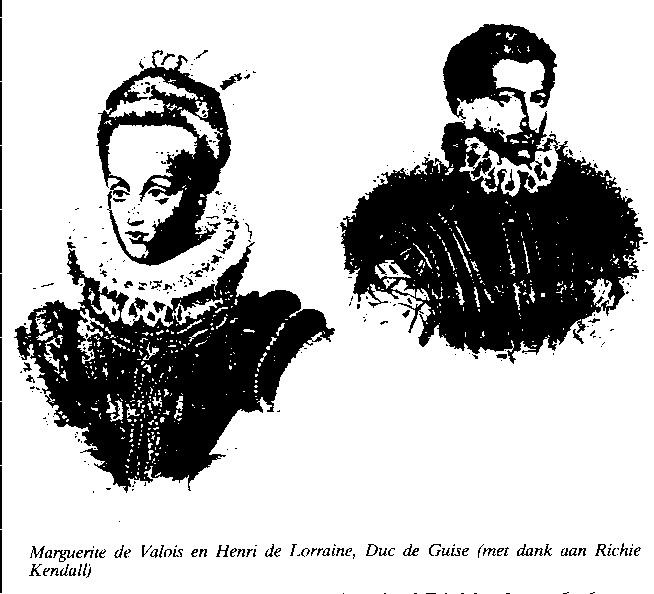 Marguerite de Valois en Henri de Lorraine, Duc de Guise (met dank aan Richie
Kendall)